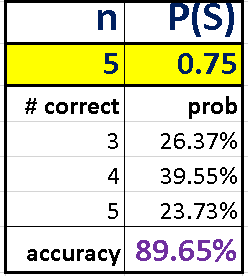 n P(S)
5 0.75
# correct prob
3 26.37%
4 39.55%
5 23.73%
accuracy 89.65%